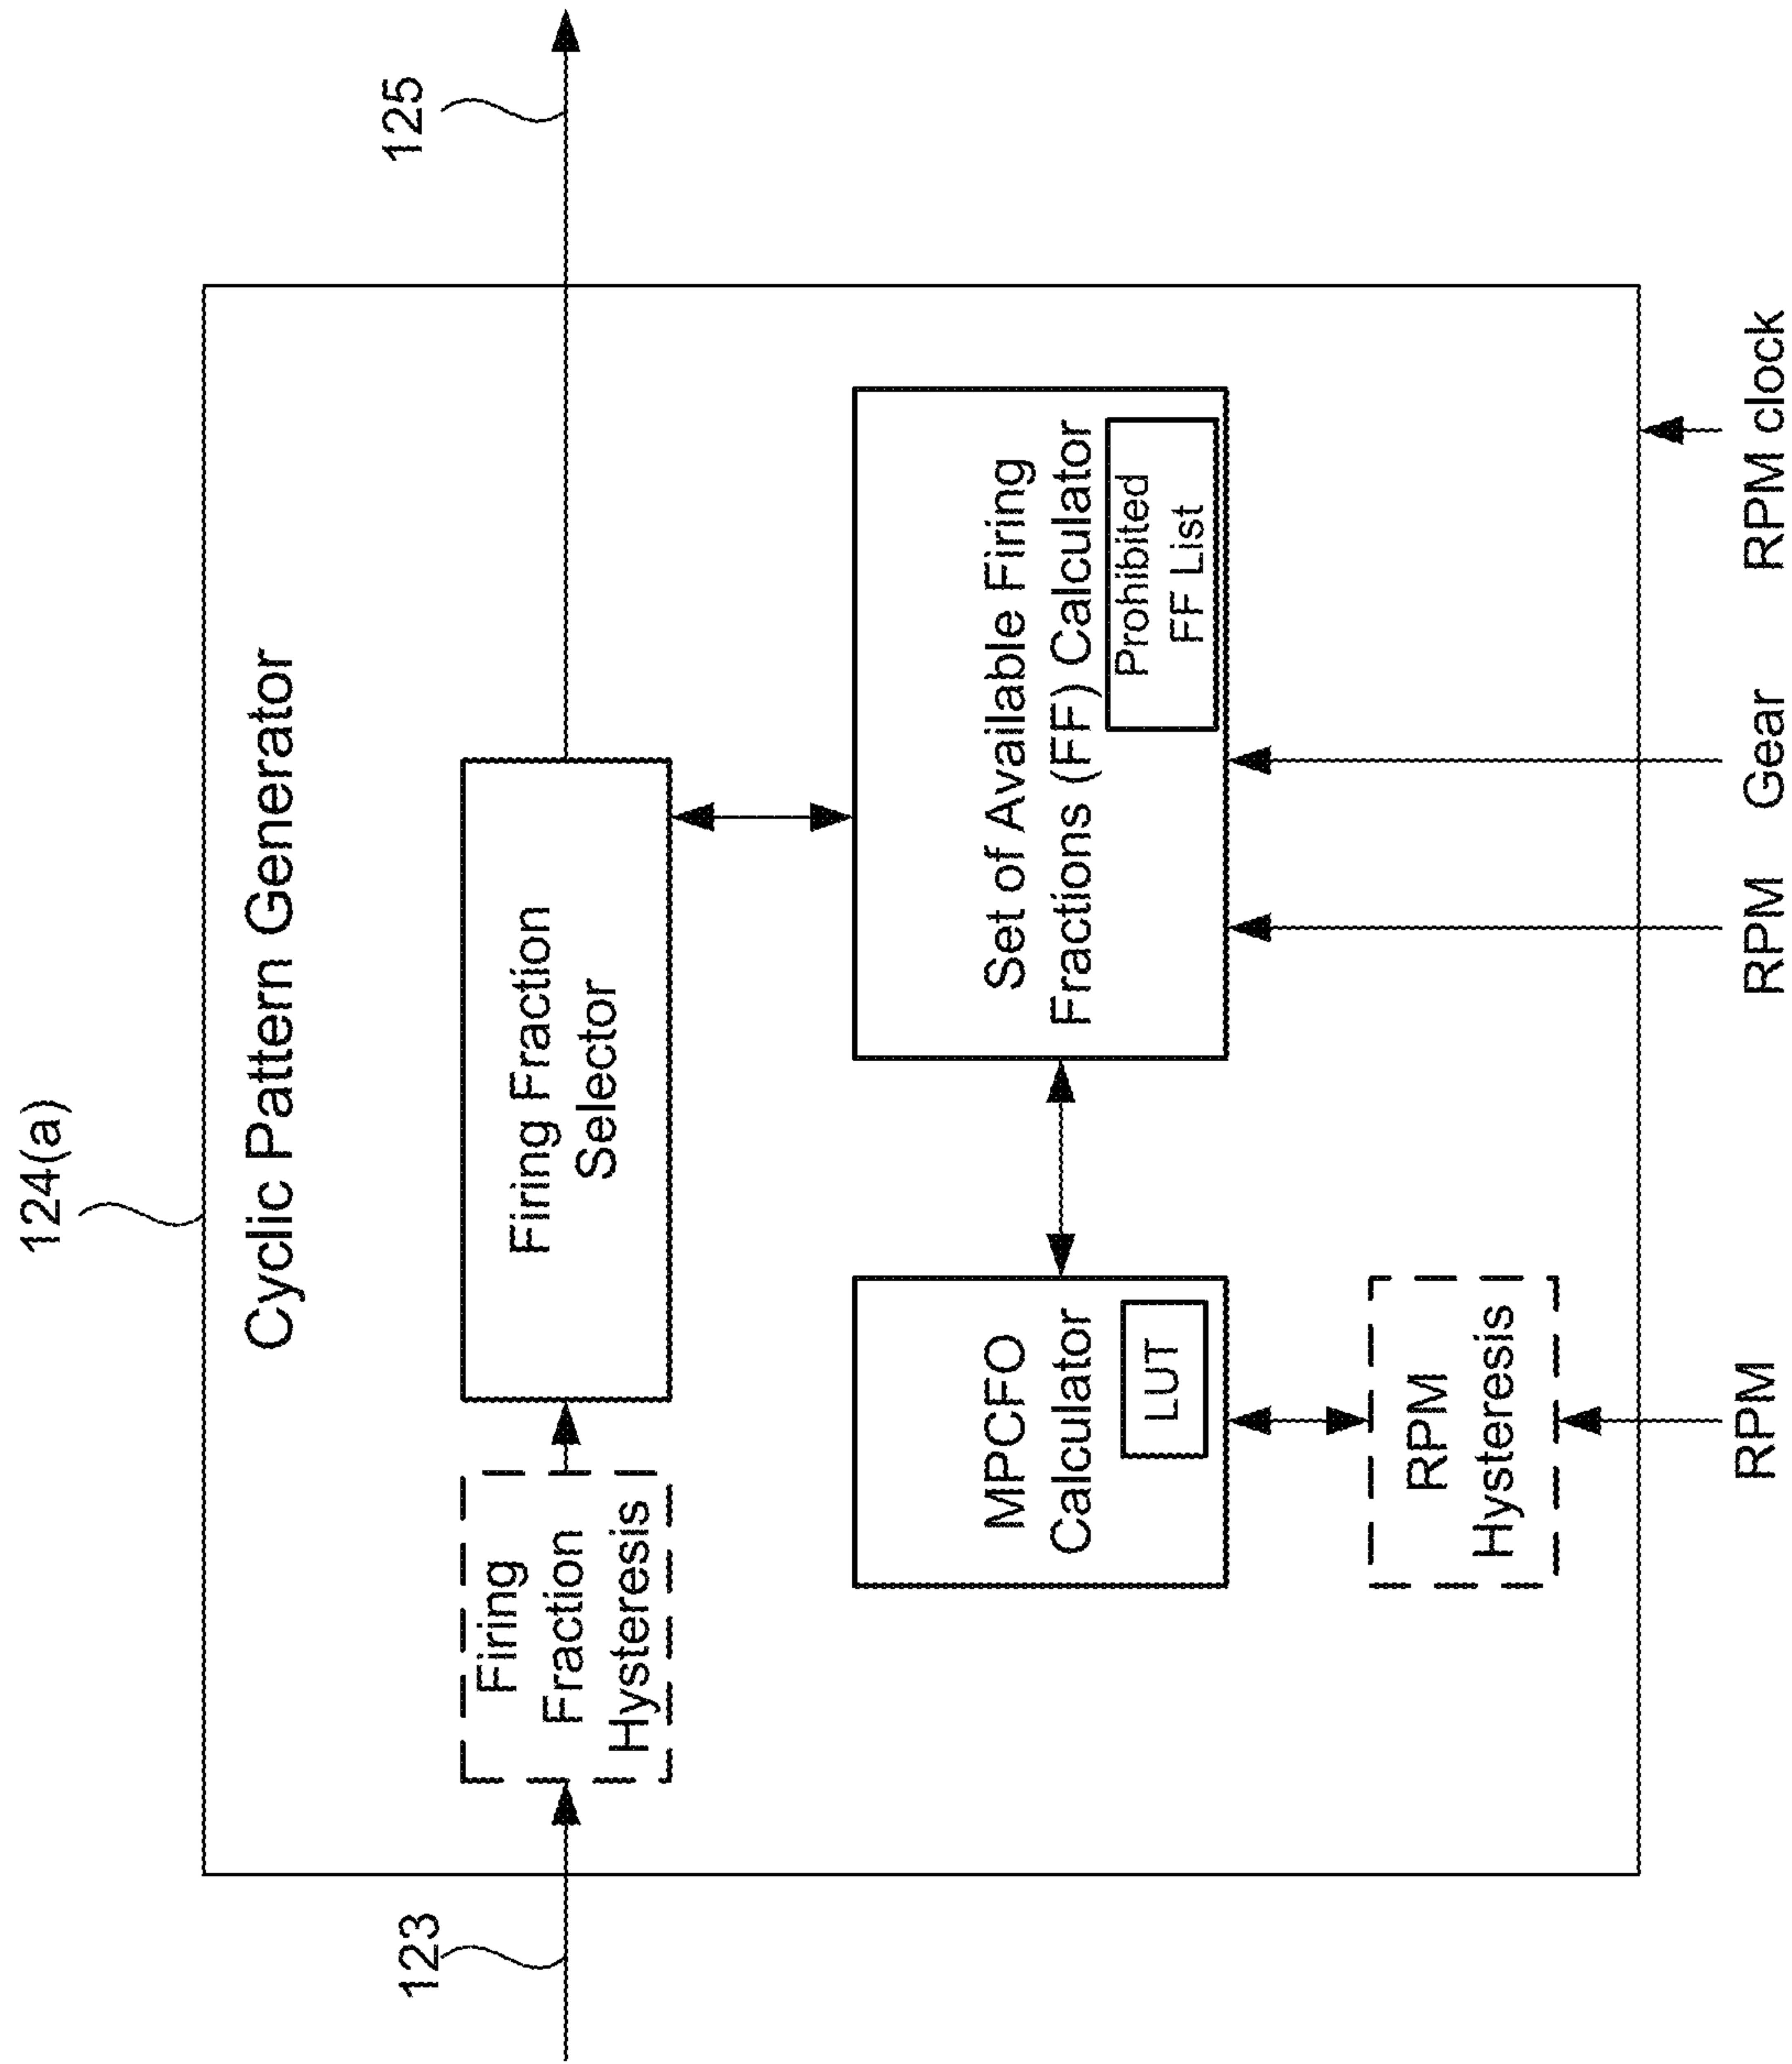 124(a)
Cyclic Pattern Generator
123
Firing
Fraction
Hysteresis
Firing Fraction
Selector
125
MPCFO
Calculator
LUT
Set of Available Firing
Fractions (FF) Calculator
Prohibited
FF List
RPM
Hysteresis
RPM
RPM
Gear
RPM clock